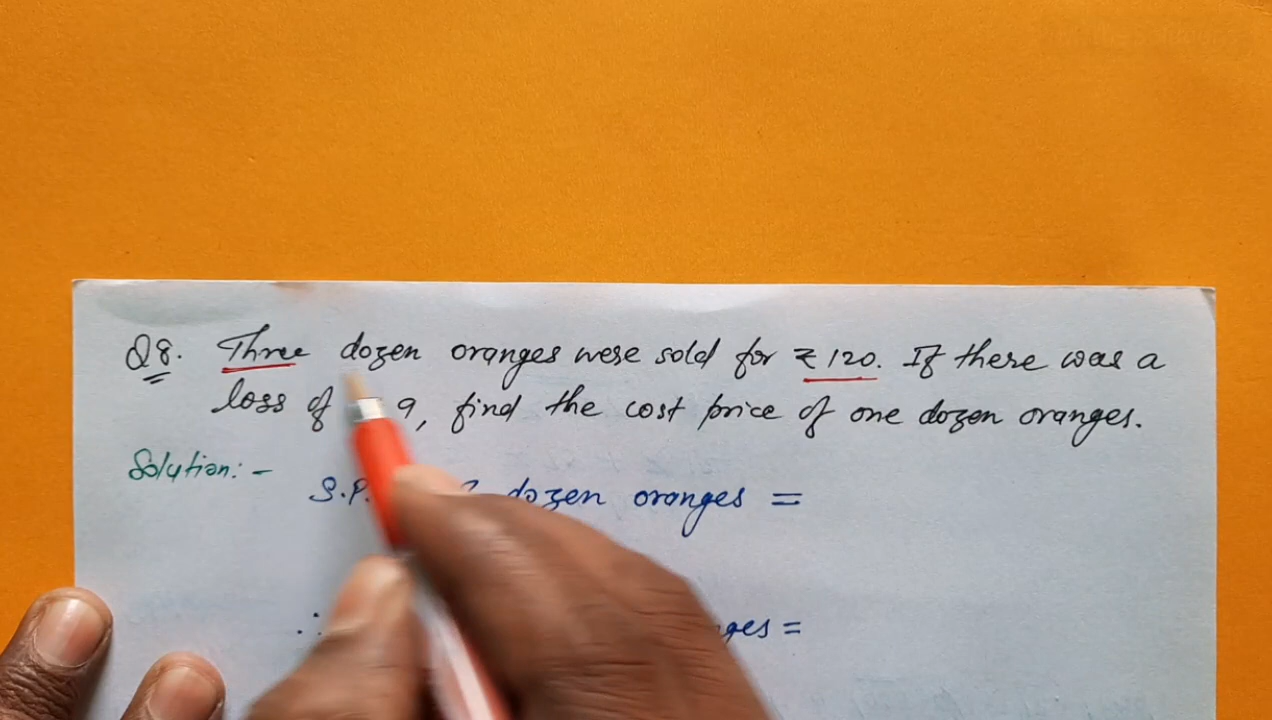 Q8. Three dozen oranges were sold for ₹120. If there was a
loss of 9, find the cost price of one dozen oranges.
Solution:-
S.P. dozen oranges =
∴ =